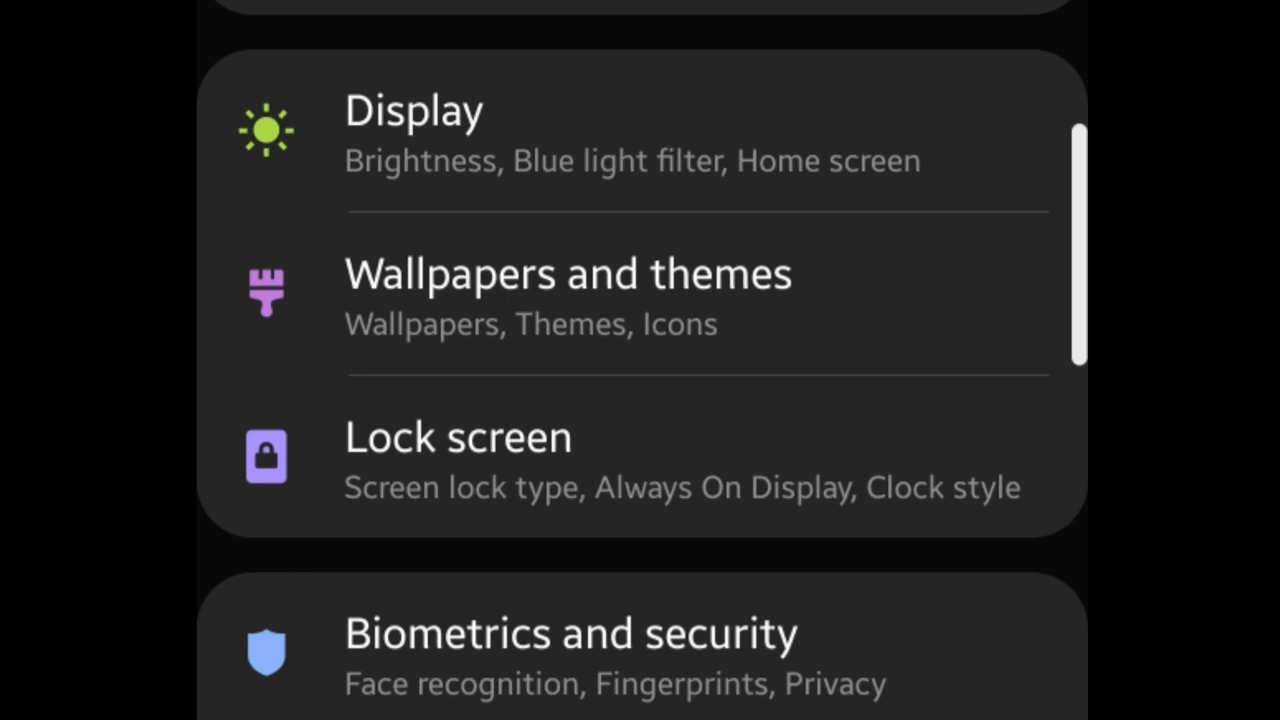 Display
Brightness, Blue light filter, Home screen
Wallpapers and themes
Wallpapers, Themes, Icons
Lock screen
Screen lock type, Always On Display, Clock style
Biometrics and security
Face recognition, Fingerprints, Privacy